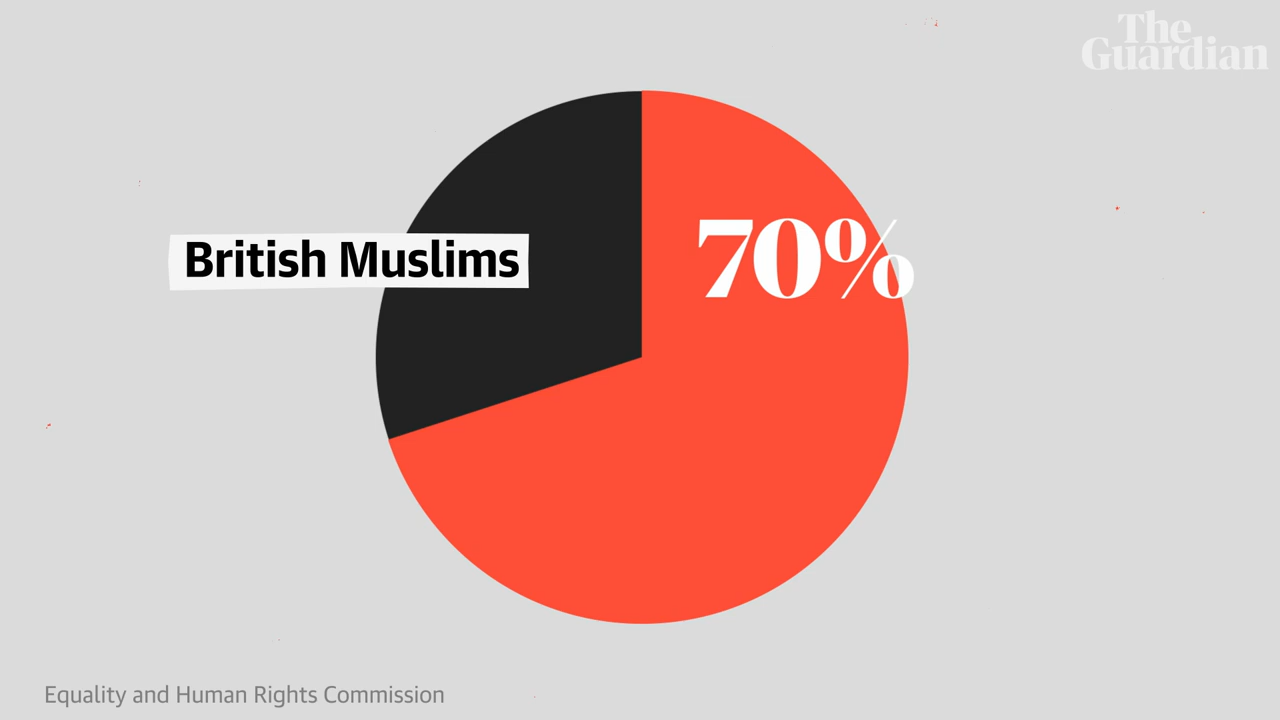 The
Guardian
British Muslims
70%
Equality and Human Rights Commission